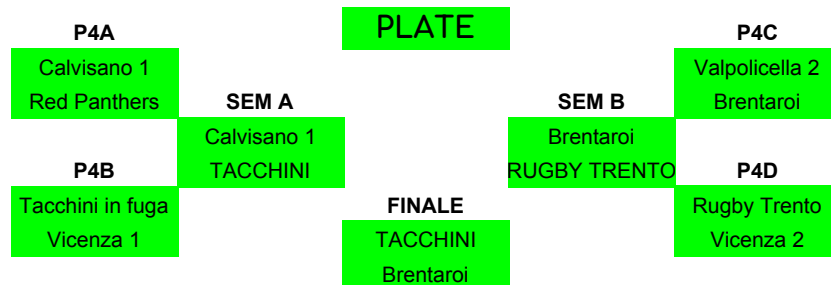 PLATE
P4A
Calvisano 1
Red Panthers
SEM A
Calvisano 1
TACCHINI
P4B
Tacchini in fuga
Vicenza 1
FINALE
TACCHINI
Brentaroi
SEM B
Brentaroi
RUGBY TRENTO
P4C
Valpolicella 2
Brentaroi
P4D
Rugby Trento
Vicenza 2